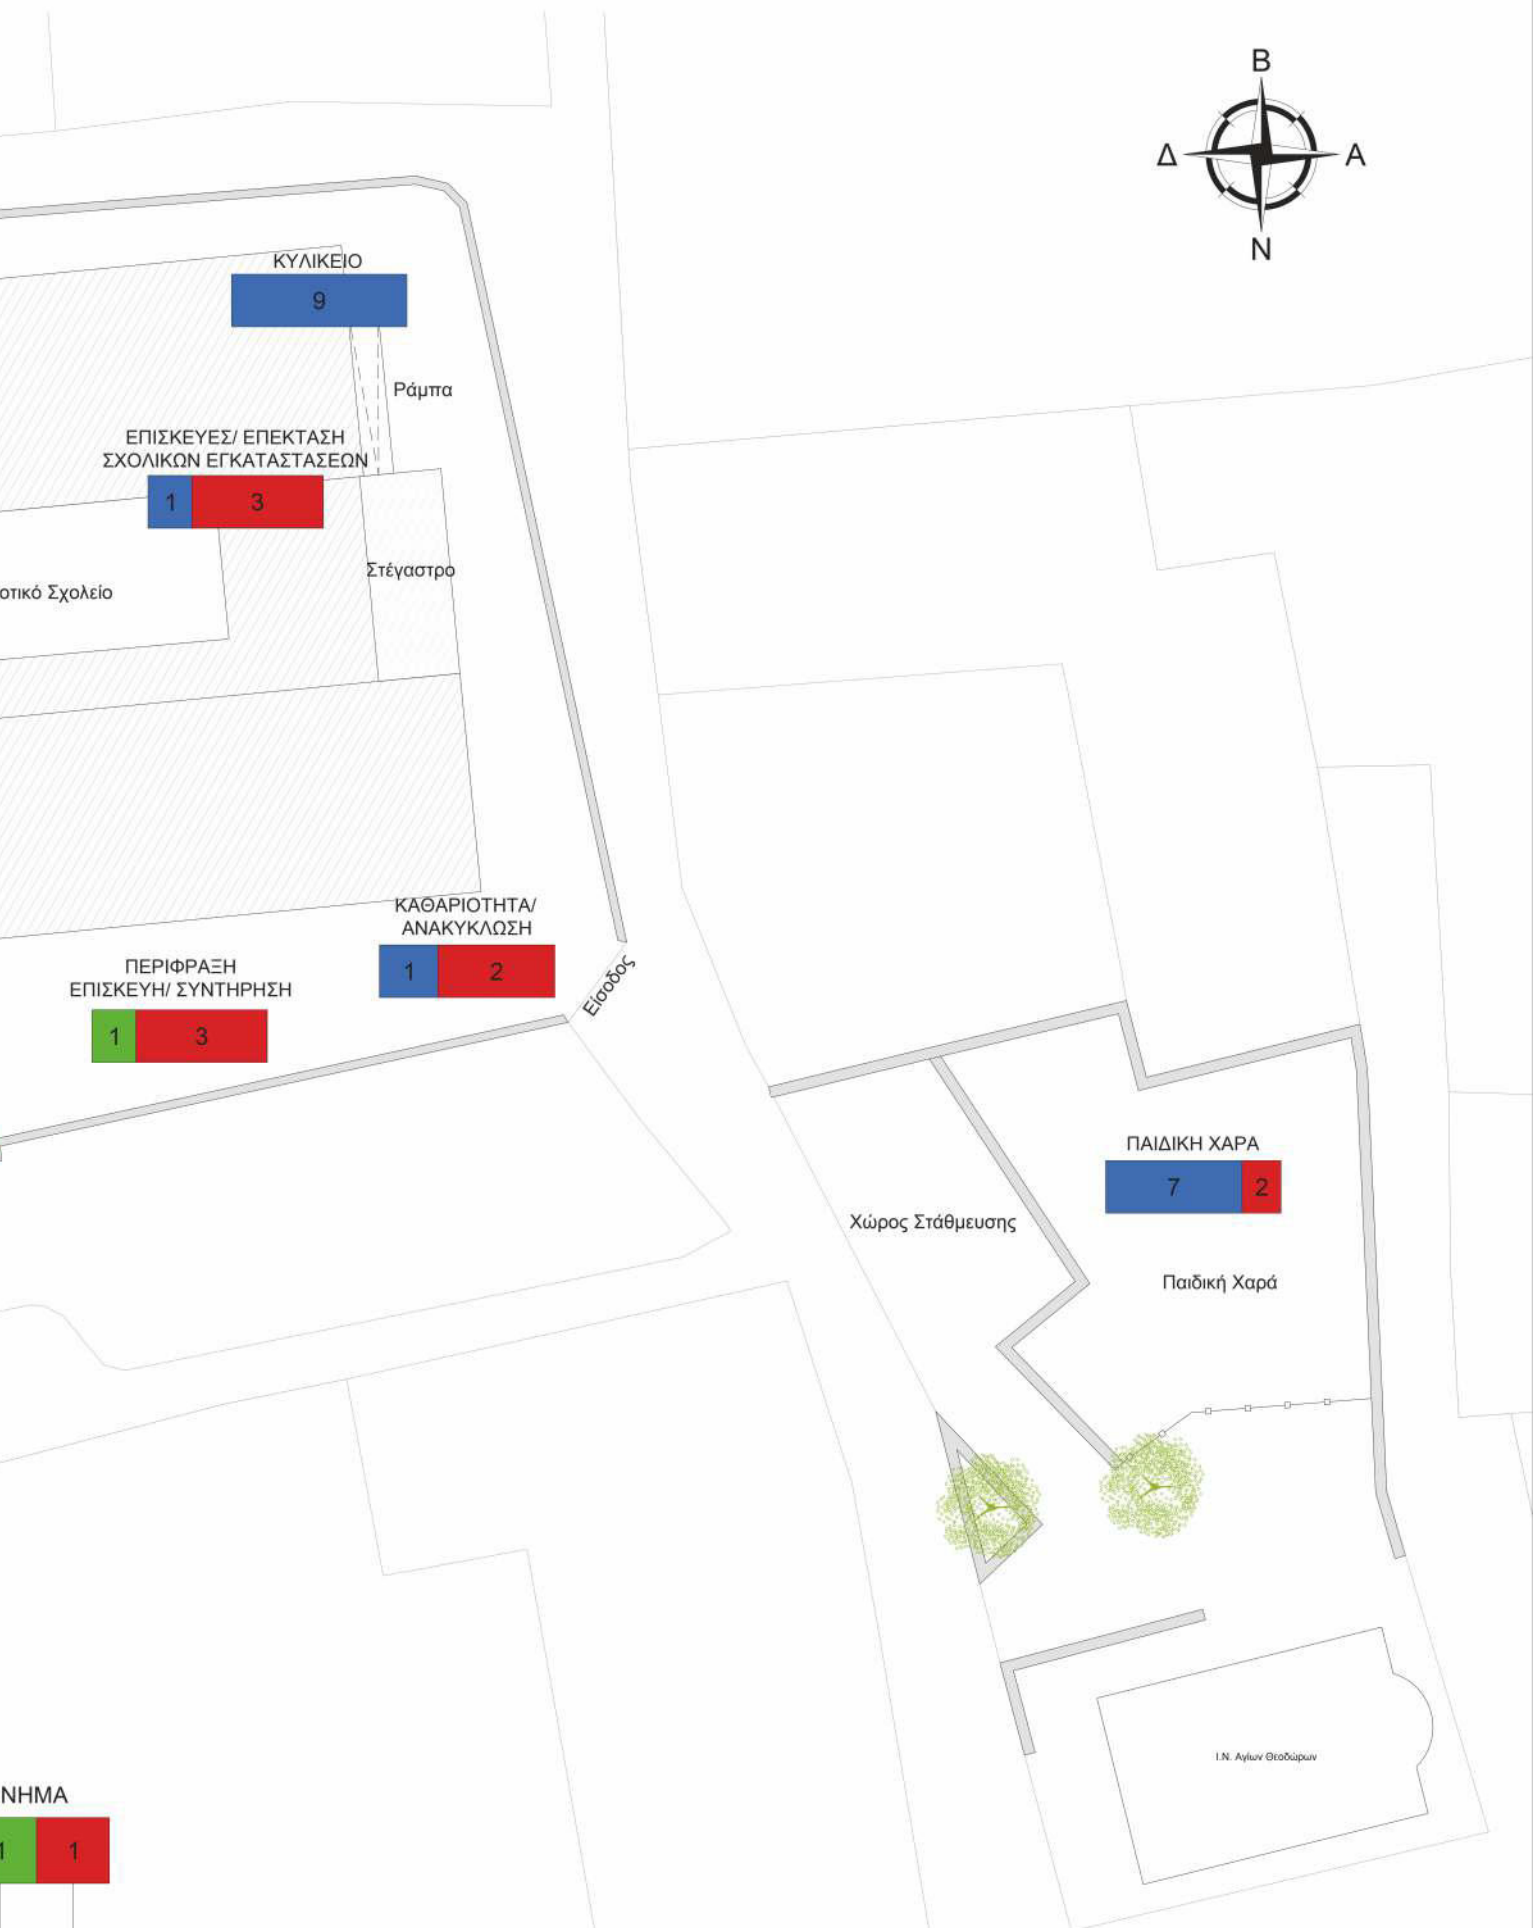 Β
Δ
Α
Ν
ΚΥΛΙΚΕΙΟ
9
Ράμπα
ΕΠΙΣΚΕΥΕΣ/ ΕΠΕΚΤΑΣΗ
ΣΧΟΛΙΚΩΝ ΕΓΚΑΤΑΣΤΑΣΕΩΝ
1 3
Στέγαστρο
οτικό Σχολείο
ΚΑΘΑΡΙΟΤΗΤΑ/
ΑΝΑΚΥΚΛΩΣΗ
1 2
Είσοδος
ΠΕΡΙΦΡΑΞΗ
ΕΠΙΣΚΕΥΗ/ ΣΥΝΤΗΡΗΣΗ
1 3
ΠΑΙΔΙΚΗ ΧΑΡΑ
7 2
Χώρος Στάθμευσης
Παιδική Χαρά
Ι.Ν. Αγίων Θεοδώρων
ΝΗΜΑ
1 1